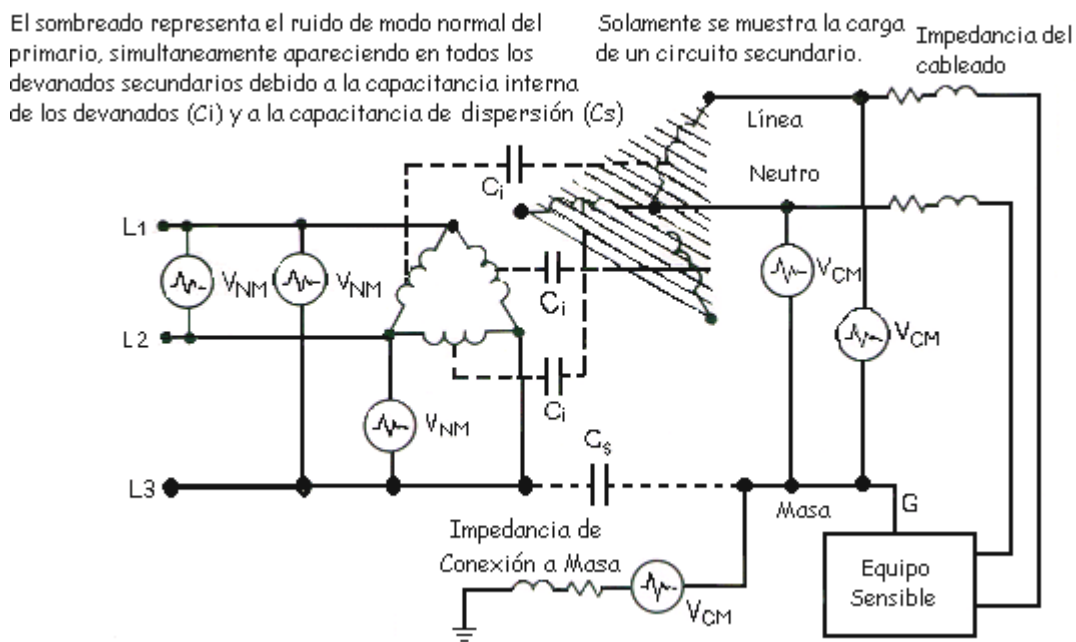 El sombreado representa el ruido de modo normal del
primario, simultaneamente apareciendo en todos los
devanados secundarios debido a la capacitancia interna
de los devanados (Ci) y a la capacitancia de dispersión (Cs)
Solamente se muestra la carga
de un circuito secundario.
Impedancia del
cableado
Línea
Neutro
Ci
L1
VNM
VNM
Ci
VCM
L2
VCM
Ci
VNM
Cs
L3
Masa
G
Impedancia de
Conexión a Masa
VCM
Equipo
Sensible